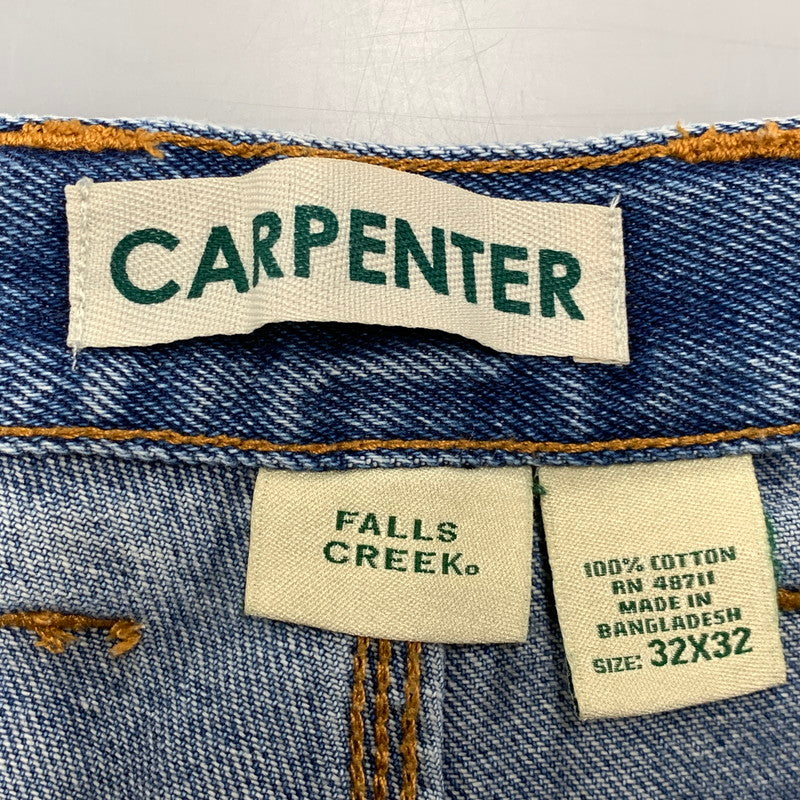 CARPENTER
FALLS
CREEK®
100% COTTON
RN 48711
MADE IN
BANGLADESH
SIZE: 32X32